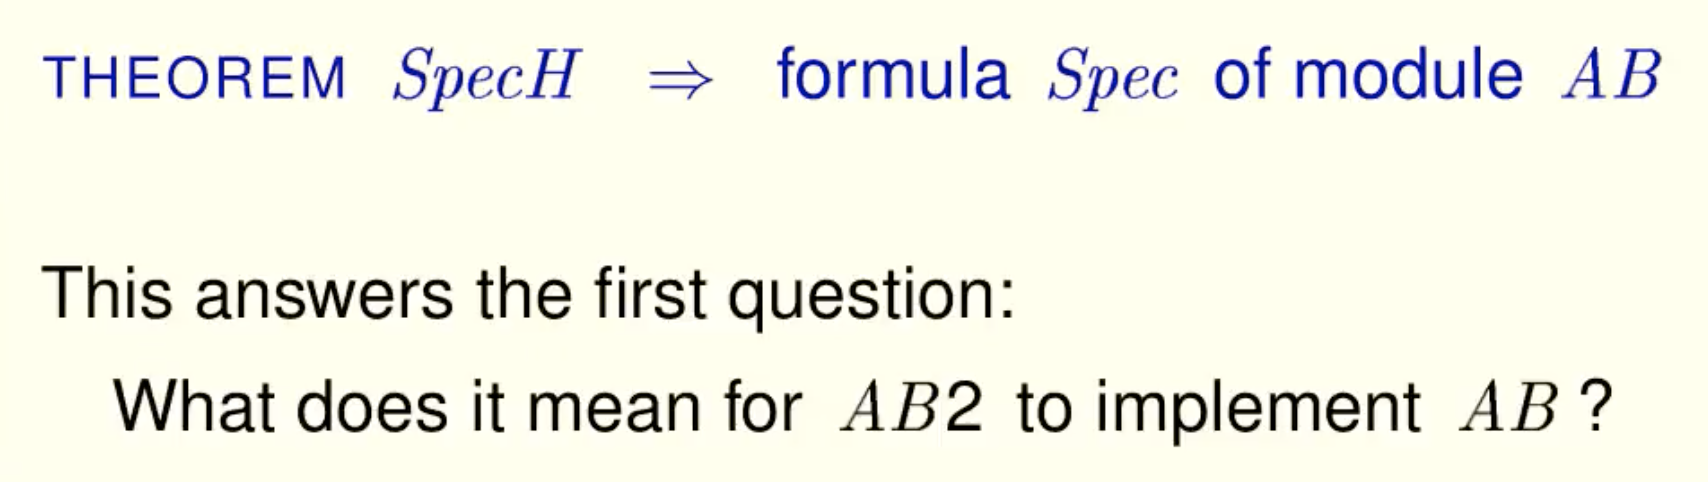 THEOREM SpecH ⇒ formula Spec of module AB
This answers the first question:
What does it mean for AB2 to implement AB ?